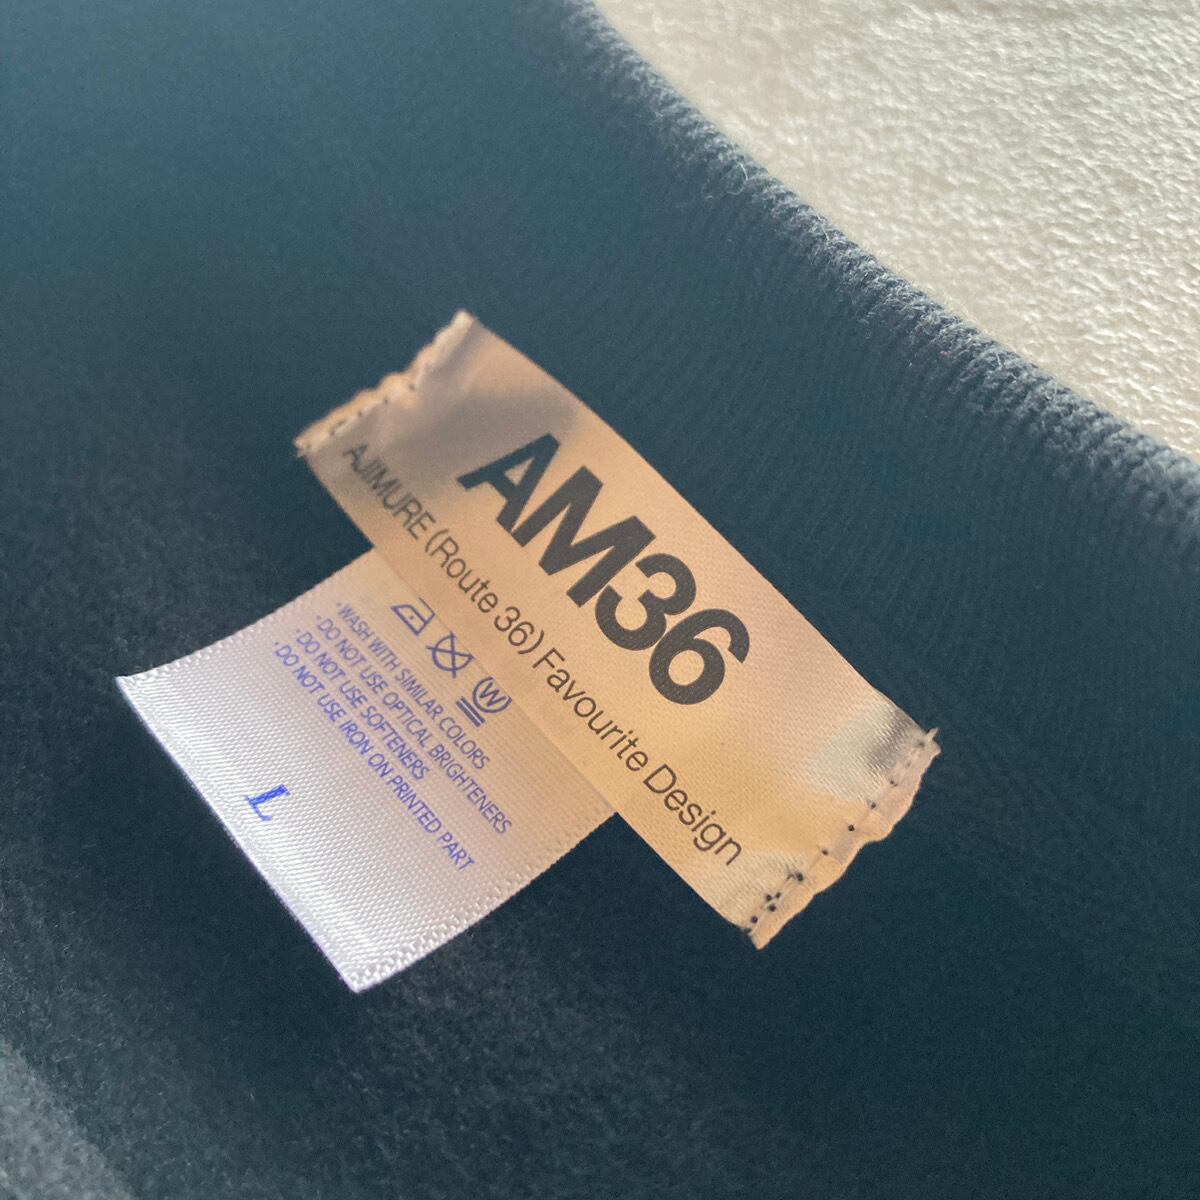 AM36
AJIMURE (Route 36) Favourite Design
W
·WASH WITH SIMILAR COLORS
·DO NOT USE OPTICAL BRIGHTENERS
·DO NOT USE SOFTENERS
·DO NOT USE IRON ON PRINTED PART
L